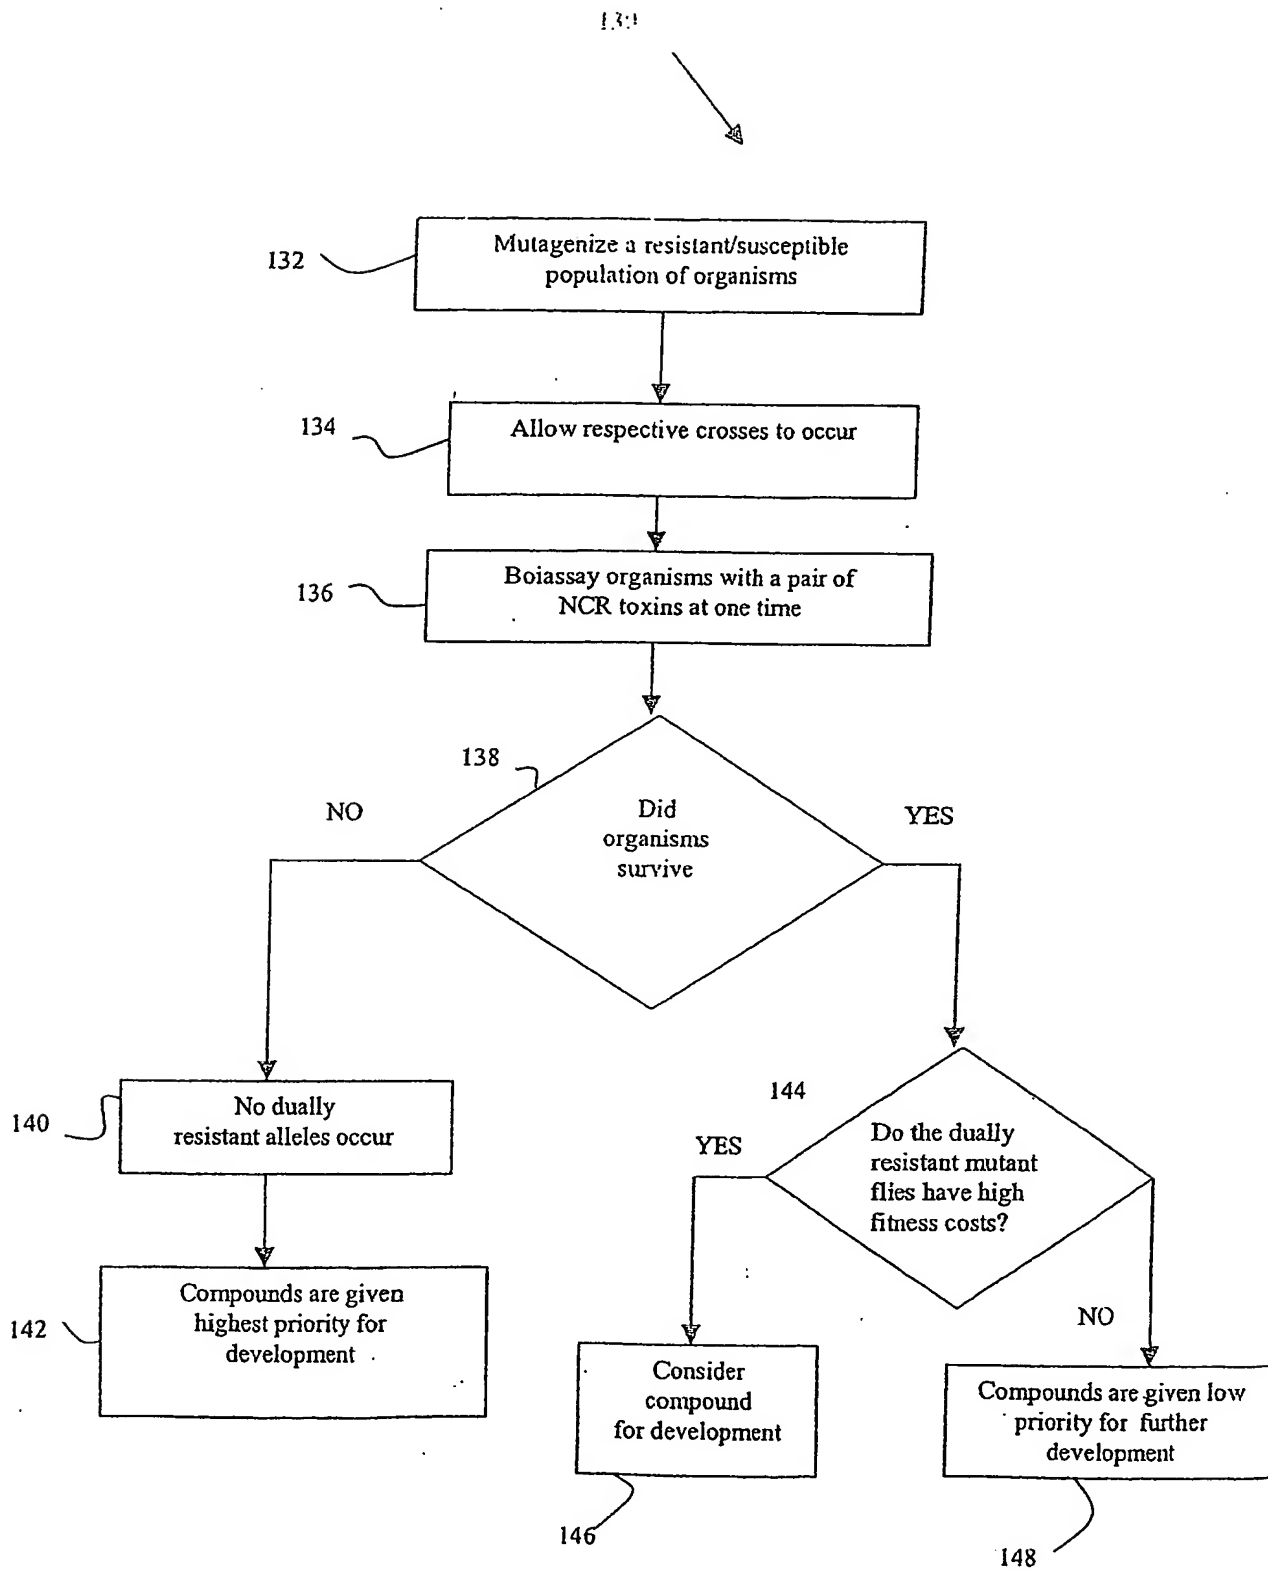 132
Mutagenize a resistant/susceptible
population of organisms
134
Allow respective crosses to occur
136
Boiassay organisms with a pair of
NCR toxins at one time
138
NO
Did
organisms
survive
YES
140
No dually
resistant alleles occur
144
YES
Do the dually
resistant mutant
flies have high
fitness costs?
142
Compounds are given
highest priority for
development
NO
Consider
compound
for development
Compounds are given low
priority for further
development
146
148